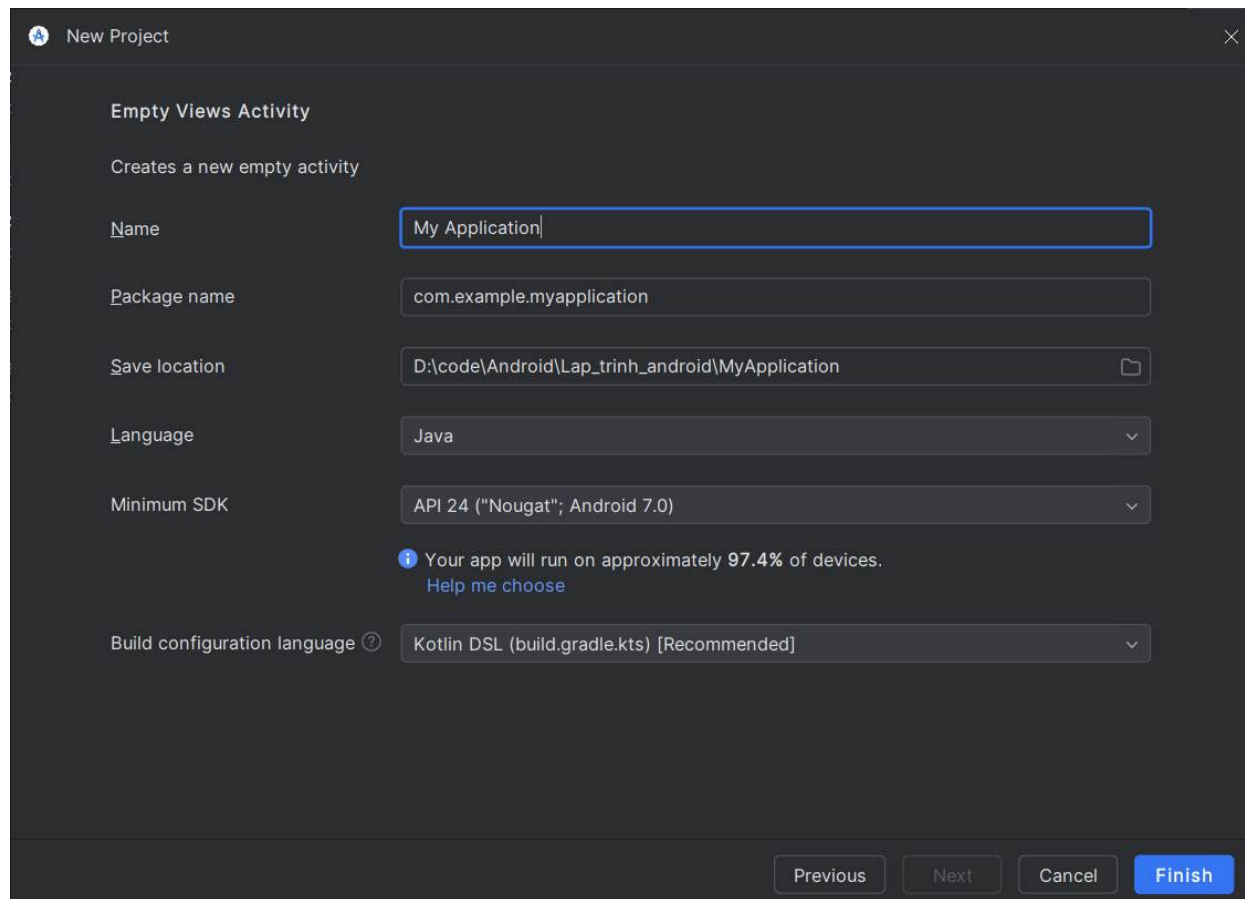 New Project
Empty Views Activity
Creates a new empty activity
Name
My Application
Package name
com.example.myapplication
Save location
D:\code\Android\Lap_trinh_android\MyApplication
Language
Java
Minimum SDK
API 24 ("Nougat"; Android 7.0)
Your app will run on approximately 97.4% of devices.
Help me choose
Build configuration language
Kotlin DSL (build.gradle.kts) [Recommended]
Previous
Next
Cancel
Finish